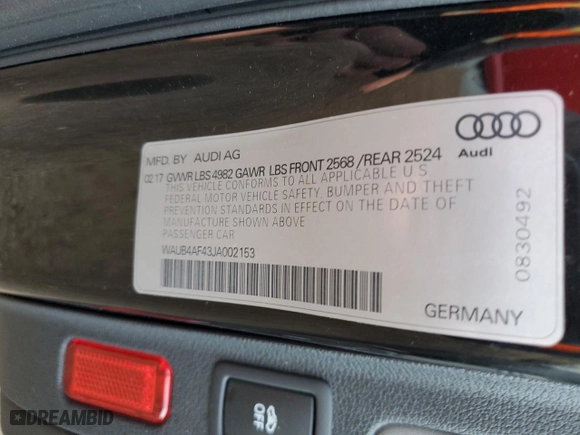 MFD. BY AUDI AG
02 17 GVWR LBS 4982 GAWR LBS FRONT 2568 / REAR 2524
THIS VEHICLE CONFORMS TO ALL APPLICABLE U S
FEDERAL MOTOR VEHICLE SAFETY, BUMPER AND THEFT
PREVENTION STANDARDS IN EFFECT ON THE DATE OF
MANUFACTURE SHOWN ABOVE
PASSENGER CAR
WAUB4AF43JA002153
Audi
0830492
GERMANY
OFF
DREAMBID